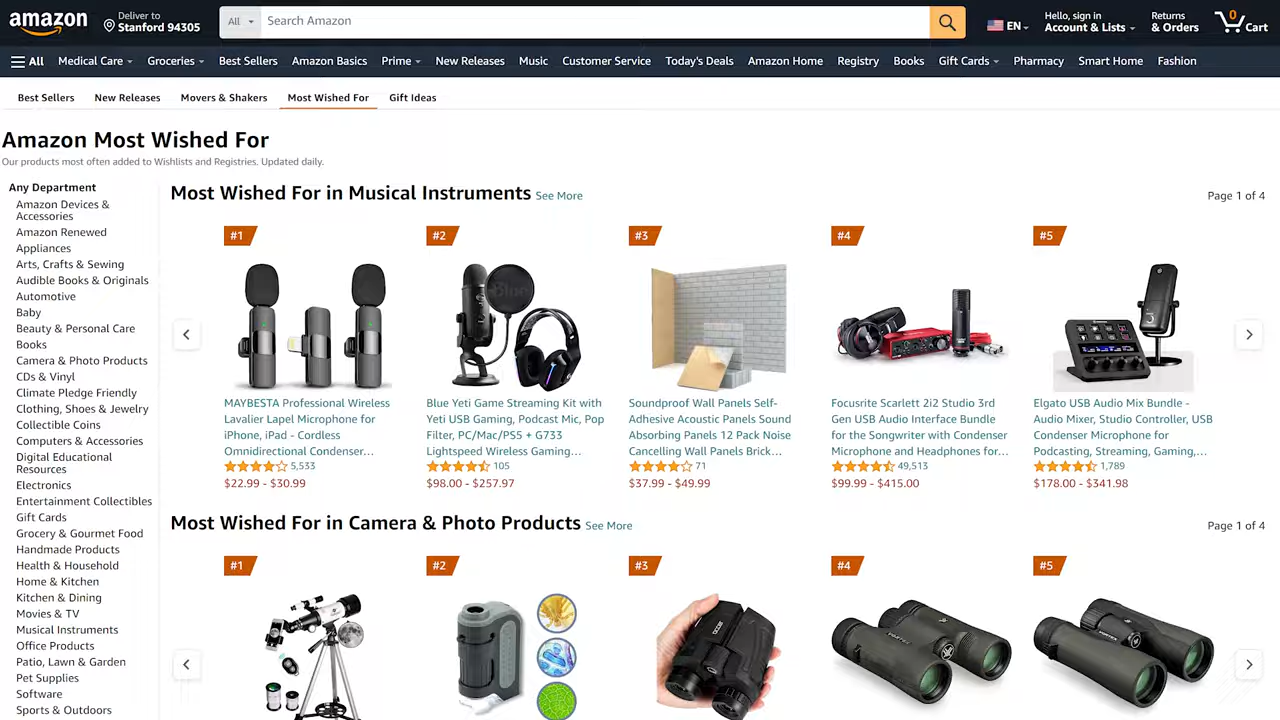 amazon
Deliver to
Stanford 94305
All
Search Amazon
EN
Hello, sign in
Account & Lists
Returns
& Orders
0
Cart
All
Medical Care
Groceries
Best Sellers
Amazon Basics
Prime
New Releases
Music
Customer Service
Today's Deals
Amazon Home
Registry
Books
Gift Cards
Pharmacy
Smart Home
Fashion
Best Sellers
New Releases
Movers & Shakers
Most Wished For
Gift Ideas
Amazon Most Wished For
Our products most often added to Wishlists and Registries. Updated daily.
Any Department
Amazon Devices &
Accessories
Amazon Renewed
Appliances
Arts, Crafts & Sewing
Audible Books & Originals
Automotive
Baby
Beauty & Personal Care
Books
Camera & Photo Products
CDs & Vinyl
Climate Pledge Friendly
Clothing, Shoes & Jewelry
Collectible Coins
Computers & Accessories
Digital Educational
Resources
Electronics
Entertainment Collectibles
Gift Cards
Grocery & Gourmet Food
Handmade Products
Health & Household
Home & Kitchen
Kitchen & Dining
Movies & TV
Musical Instruments
Office Products
Patio, Lawn & Garden
Pet Supplies
Software
Sports & Outdoors
Most Wished For in Musical Instruments See More
Page 1 of 4
#1
MAYBESTA Professional Wireless
Lavalier Lapel Microphone for
iPhone, iPad - Cordless
Omnidirectional Condenser...
5,533
$22.99 - $30.99
#2
Blue
Blue Yeti Game Streaming Kit with
Yeti USB Gaming, Podcast Mic, Pop
Filter, PC/Mac/PS5 + G733
Lightspeed Wireless Gaming...
105
$98.00 - $257.97
#3
Soundproof Wall Panels Self-
Adhesive Acoustic Panels Sound
Absorbing Panels 12 Pack Noise
Cancelling Wall Panels Brick...
71
$37.99 - $49.99
#4
Focusrite Scarlett 2i2 Studio 3rd
Gen USB Audio Interface Bundle
for the Songwriter with Condenser
Microphone and Headphones for...
49,513
$99.99 - $415.00
#5
Elgato USB Audio Mix Bundle -
Audio Mixer, Studio Controller, USB
Condenser Microphone for
Podcasting, Streaming, Gaming,...
1,789
$178.00 - $341.98
Most Wished For in Camera & Photo Products See More
Page 1 of 4
#1
#2
#3
#4
VORTEX
#5
VORTEX